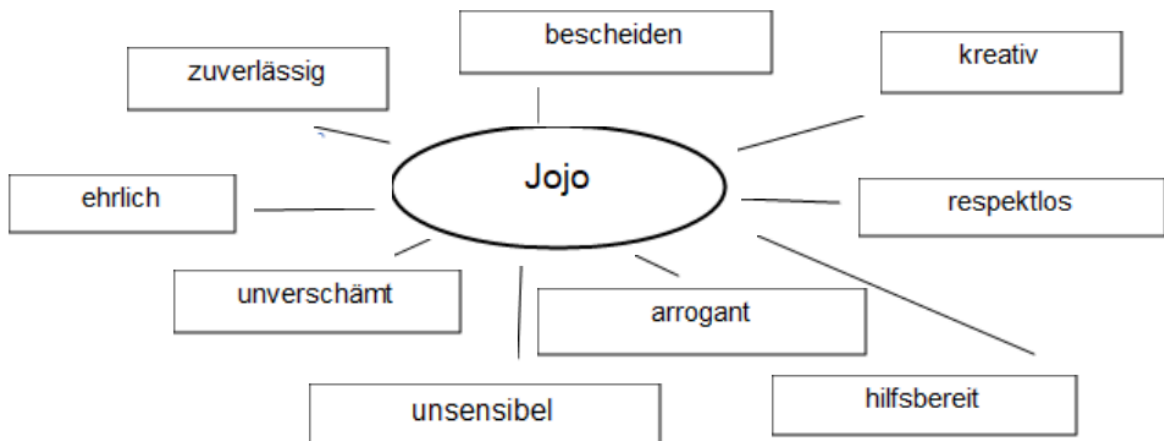 bescheiden
kreativ
zuverlässig
Jojo
ehrlich
respektlos
unverschämt
arrogant
unsensibel
hilfsbereit